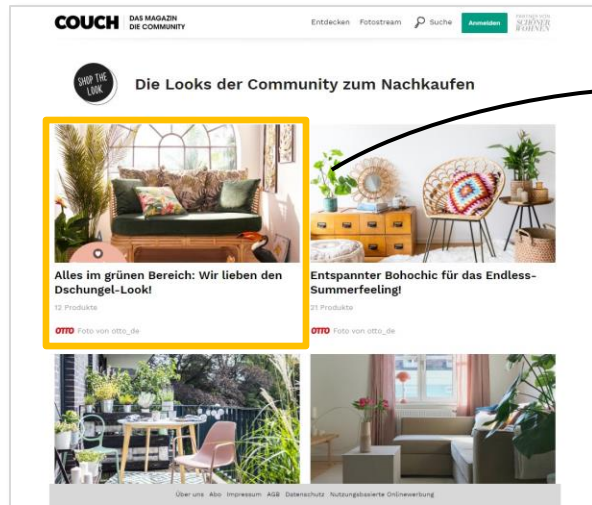 COUCH
DAS MAGAZIN
DIE COMMUNITY
Entdecken Fotostream Suche Anmelden
SCHÖNER
WOHNEN
SHOP THE
LOOK
Die Looks der Community zum Nachkaufen
Alles im grünen Bereich: Wir lieben den
Dschungel-Look!
12 Produkte
OTTO Foto von otto_de
Entspannter Bohochic für das Endless-
Summerfeeling!
21 Produkte
OTTO Foto von otto_de
Über uns Abo Impressum AGB Datenschutz Nutzungsbasierte Onlinewerbung